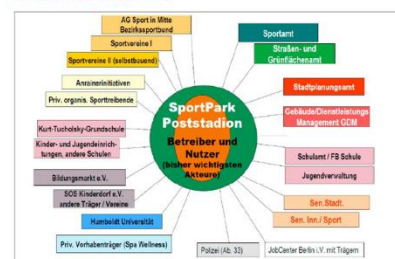 AG Sport in Mitte
Bezirkssportbund
Sportvereine I
Sportvereine II (selbstbauend)
Anrainerinitiativen
Priv. organis. Sporttreibende
Kurt-Tucholsky-Grundschule
Kinder- und Jugendeinrich-
tungen, andere Schulen
Bildungsmarkt e.V.
SOS Kinderdorf e.V.
andere Träger / Vereine
Humboldt Universität
Priv. Vorhabenträger (Spa Wellness)
SportPark
Poststadion
Betreiber und
Nutzer
(bisher wichtigsten
Akteure)
Sportamt
Straßen- und
Grünflächenamt
Stadtplanungsamt
Gebäude/Dienstleistungs
Management GDM
Schulamt / FB Schule
Jugendverwaltung
Sen.Stadt.
Sen. Inn./ Sport
Polizei (Ab. 33)
JobCenter Berlin i.V. mit Trägern